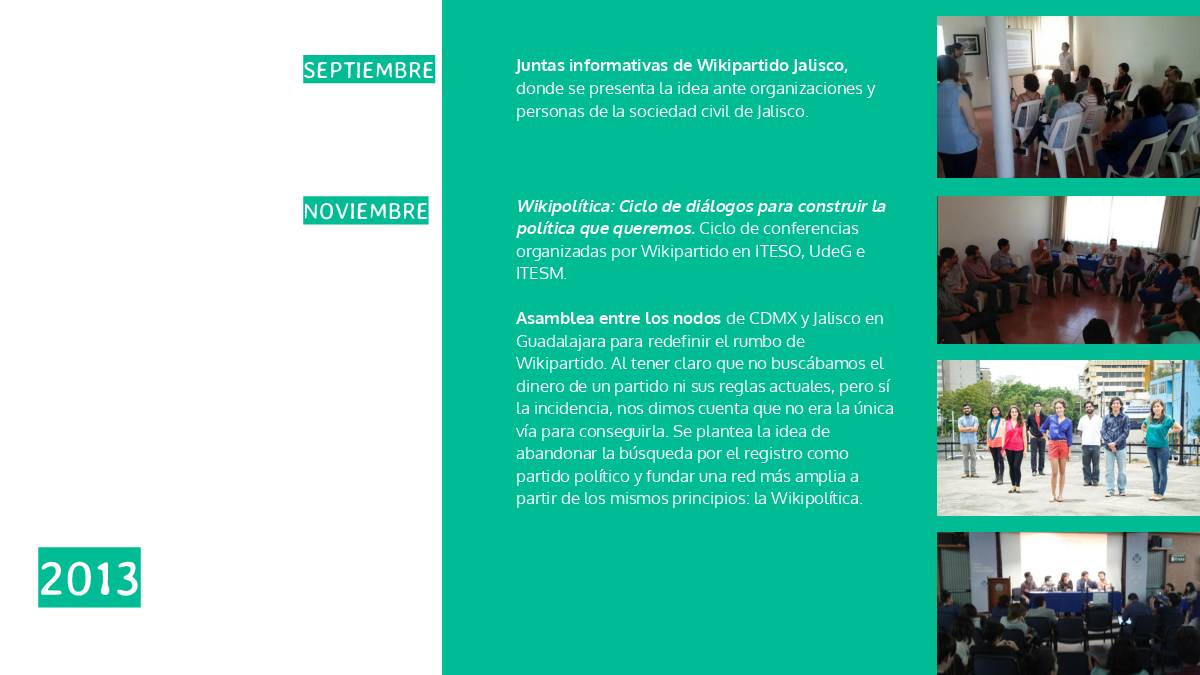 SEPTIEMBRE
Juntas informativas de Wikipartido Jalisco,
donde se presenta la idea ante organizaciones y
personas de la sociedad civil de Jalisco.
NOVIEMBRE
Wikipolítica: Ciclo de diálogos para construir la
política que queremos. Ciclo de conferencias
organizadas por Wikipartido en ITESO, UdeG e
ITESM.
Asamblea entre los nodos de CDMX y Jalisco en
Guadalajara para redefinir el rumbo de
Wikipartido. Al tener claro que no buscábamos el
dinero de un partido ni sus reglas actuales, pero sí
la incidencia, nos dimos cuenta que no era la única
vía para conseguirla. Se plantea la idea de
abandonar la búsqueda por el registro como
partido político y fundar una red más amplia a
partir de los mismos principios: la Wikipolítica.
2013